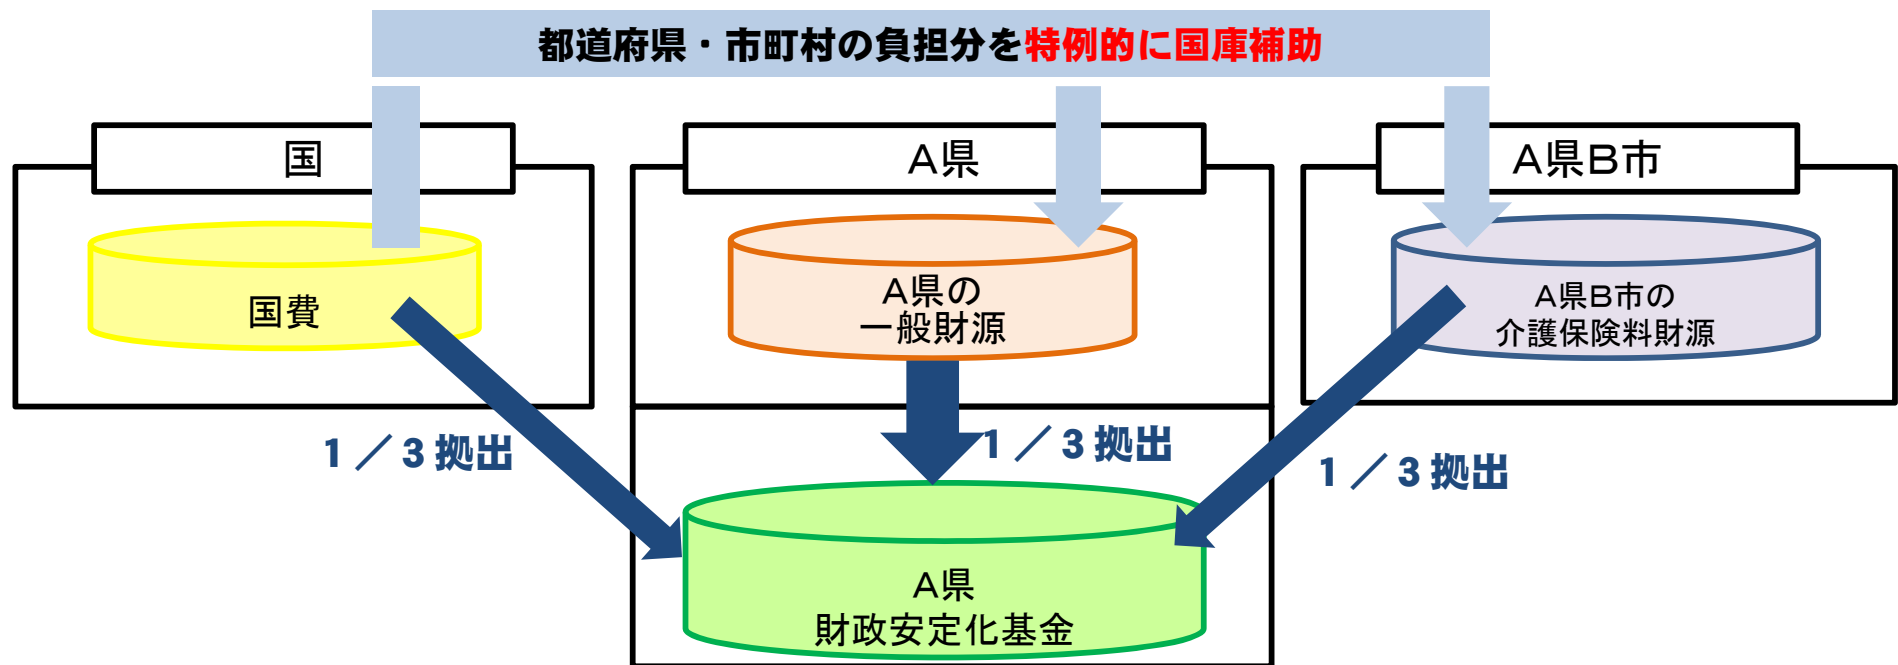 都道府県・市町村の負担分を特例的に国庫補助
国
A県
A県B市
国費
A県の
一般財源
A県B市の
介護保険料財源
1／3拠出
1／3拠出
1／3拠出
A県
財政安定化基金